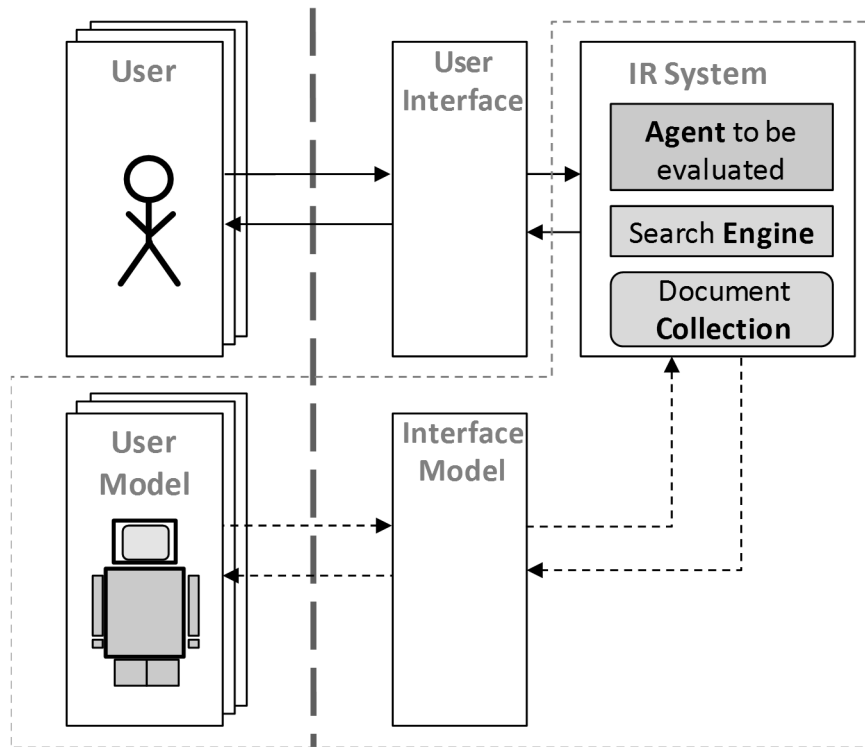 User
User
Interface
IR System
Agent to be
evaluated
Search Engine
Document
Collection
User
Model
Interface
Model